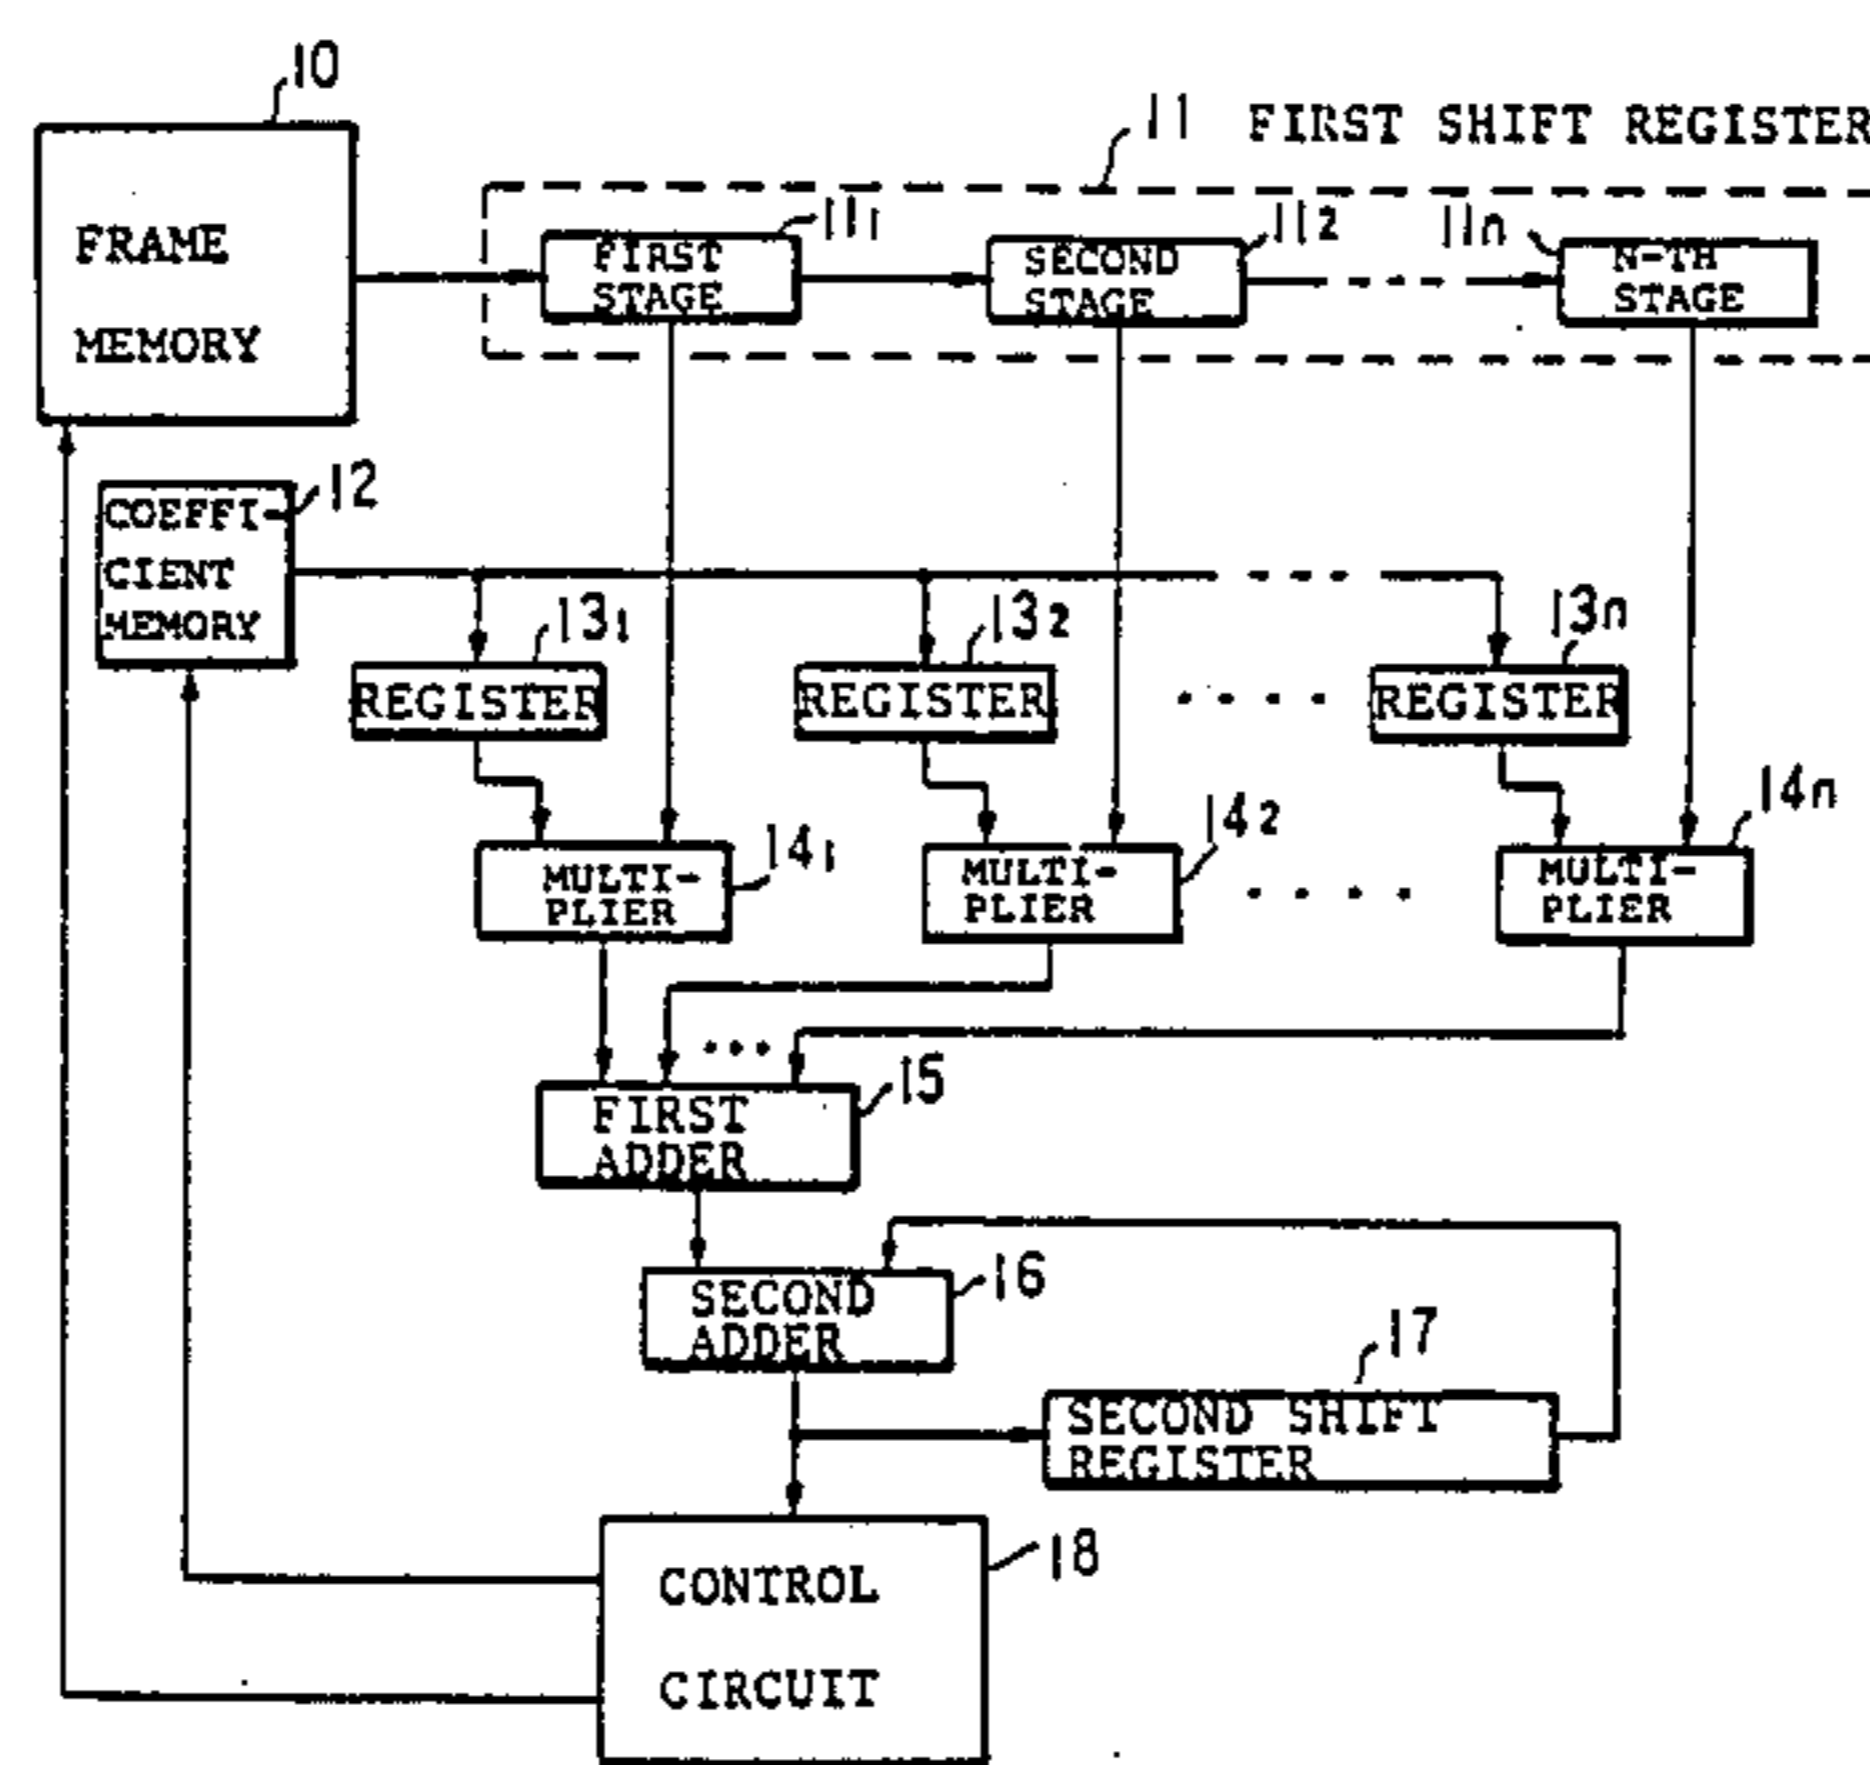 10
11 FIRST SHIFT REGISTER
FRAME
MEMORY
FIRST
STAGE
11₁
SECOND
STAGE
11₂
11n
N-TH
STAGE
COEFFI-
CIENT
MEMORY
12
13₁
13₂
13n
REGISTER
REGISTER
. . . .
REGISTER
MULTI-
PLIER
14₁
MULTI-
PLIER
14₂
. . . .
MULTI-
PLIER
14n
...
FIRST
ADDER
15
SECOND
ADDER
16
17
SECOND SHIFT
REGISTER
CONTROL
CIRCUIT
18